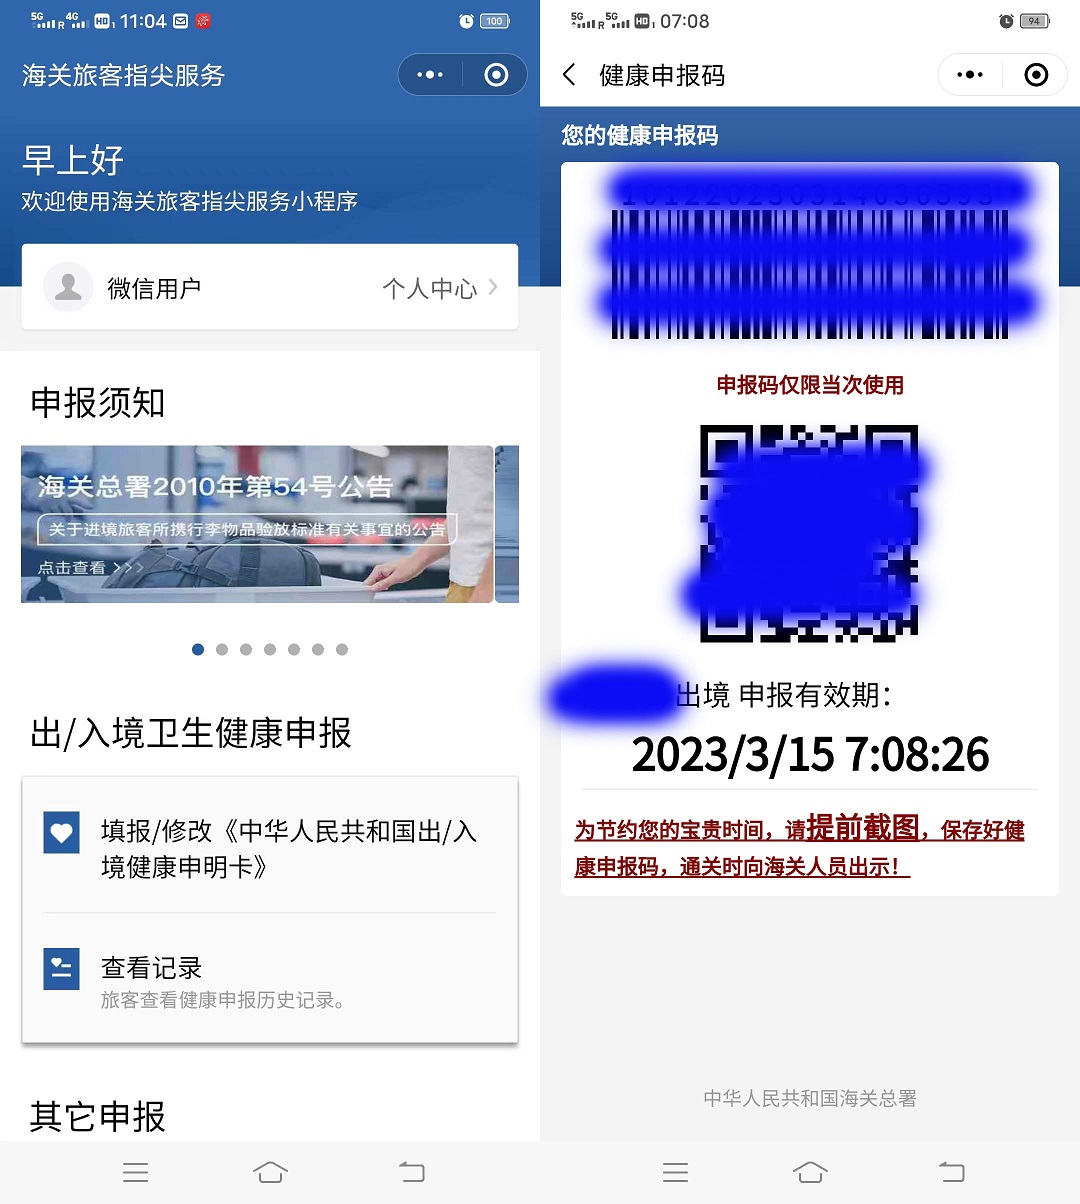 5G R 4G HD 1 11:04
100
海关旅客指尖服务
早上好
欢迎使用海关旅客指尖服务小程序
微信用户
个人中心
申报须知
海关总署2010年第54号公告
关于进境旅客所携行李物品验放标准有关事宜的公告
点击查看 >>>
出/入境卫生健康申报
填报/修改《中华人民共和国出/入
境健康申明卡》
查看记录
旅客查看健康申报历史记录。
其它申报
5G R 5G HD 1 07:08
94
健康申报码
您的健康申报码
申报码仅限当次使用
出境 申报有效期：
2023/3/15 7:08:26
为节约您的宝贵时间，请提前截图，保存好健
康申报码，通关时向海关人员出示！
中华人民共和国海关总署